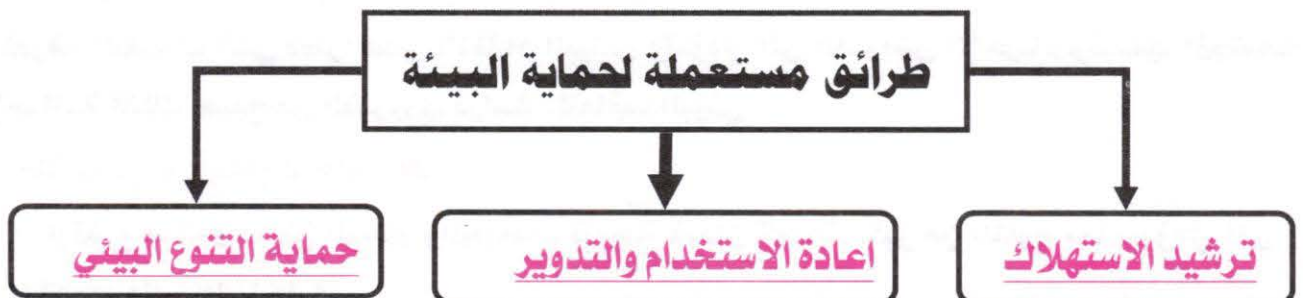 طرائق مستعملة لحماية البيئة
ترشيد الاستهلاك
اعادة الاستخدام والتدوير
حماية التنوع البيئي